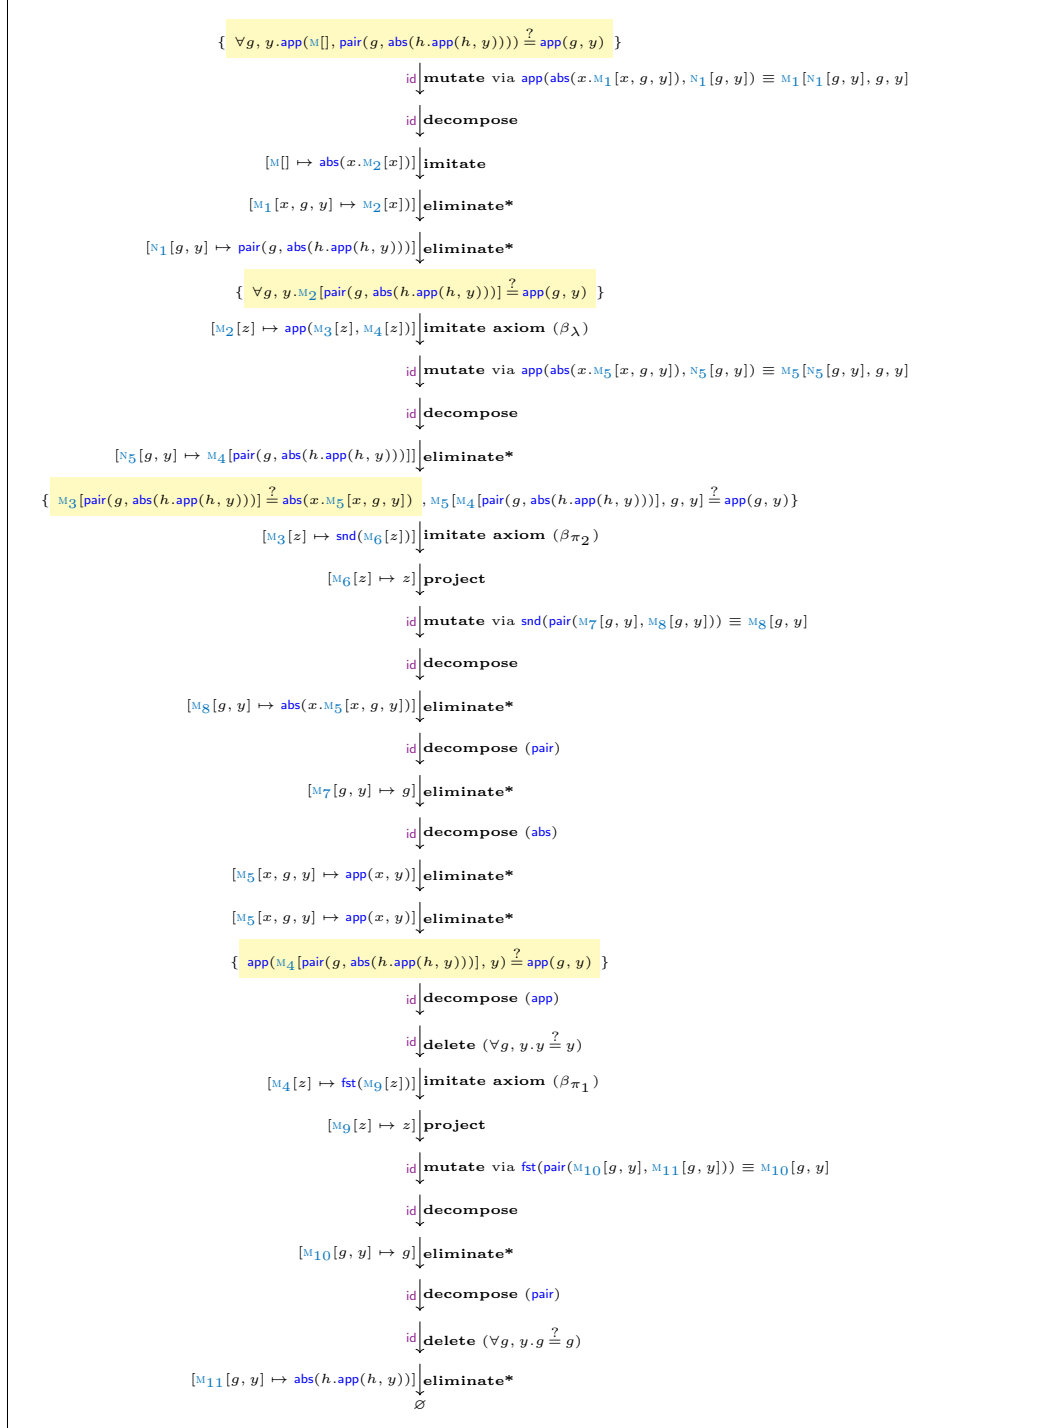 { ∀g, y.app(M[], pair(g, abs(h.app(h, y)))) ≟ app(g, y) }
id mutate via app(abs(x.M₁[x, g, y]), N₁[g, y]) ≡ M₁[N₁[g, y], g, y]
id decompose
[M[] ↦ abs(x.M₂[x])] imitate
[M₁[x, g, y] ↦ M₂[x])] eliminate*
[N₁[g, y] ↦ pair(g, abs(h.app(h, y)))] eliminate*
{ ∀g, y.M₂[pair(g, abs(h.app(h, y)))] ≟ app(g, y) }
[M₂[z] ↦ app(M₃[z], M₄[z])] imitate axiom (β_λ)
id mutate via app(abs(x.M₅[x, g, y]), N₅[g, y]) ≡ M₅[N₅[g, y], g, y]
id decompose
[N₅[g, y] ↦ M₄[pair(g, abs(h.app(h, y)))]] eliminate*
{ M₃[pair(g, abs(h.app(h, y)))] ≟ abs(x.M₅[x, g, y]) , M₅[M₄[pair(g, abs(h.app(h, y)))], g, y] ≟ app(g, y)}
[M₃[z] ↦ snd(M₆[z])] imitate axiom (β_π₂)
[M₆[z] ↦ z] project
id mutate via snd(pair(M₇[g, y], M₈[g, y])) ≡ M₈[g, y]
id decompose
[M₈[g, y] ↦ abs(x.M₅[x, g, y])] eliminate*
id decompose (pair)
[M₇[g, y] ↦ g] eliminate*
id decompose (abs)
[M₅[x, g, y] ↦ app(x, y)] eliminate*
[M₅[x, g, y] ↦ app(x, y)] eliminate*
{ app(M₄[pair(g, abs(h.app(h, y)))], y) ≟ app(g, y) }
id decompose (app)
id delete (∀g, y.y ≟ y)
[M₄[z] ↦ fst(M₉[z])] imitate axiom (β_π₁)
[M₉[z] ↦ z] project
id mutate via fst(pair(M₁₀[g, y], M₁₁[g, y])) ≡ M₁₀[g, y]
id decompose
[M₁₀[g, y] ↦ g] eliminate*
id decompose (pair)
id delete (∀g, y.g ≟ g)
[M₁₁[g, y] ↦ abs(h.app(h, y))] eliminate*
∅